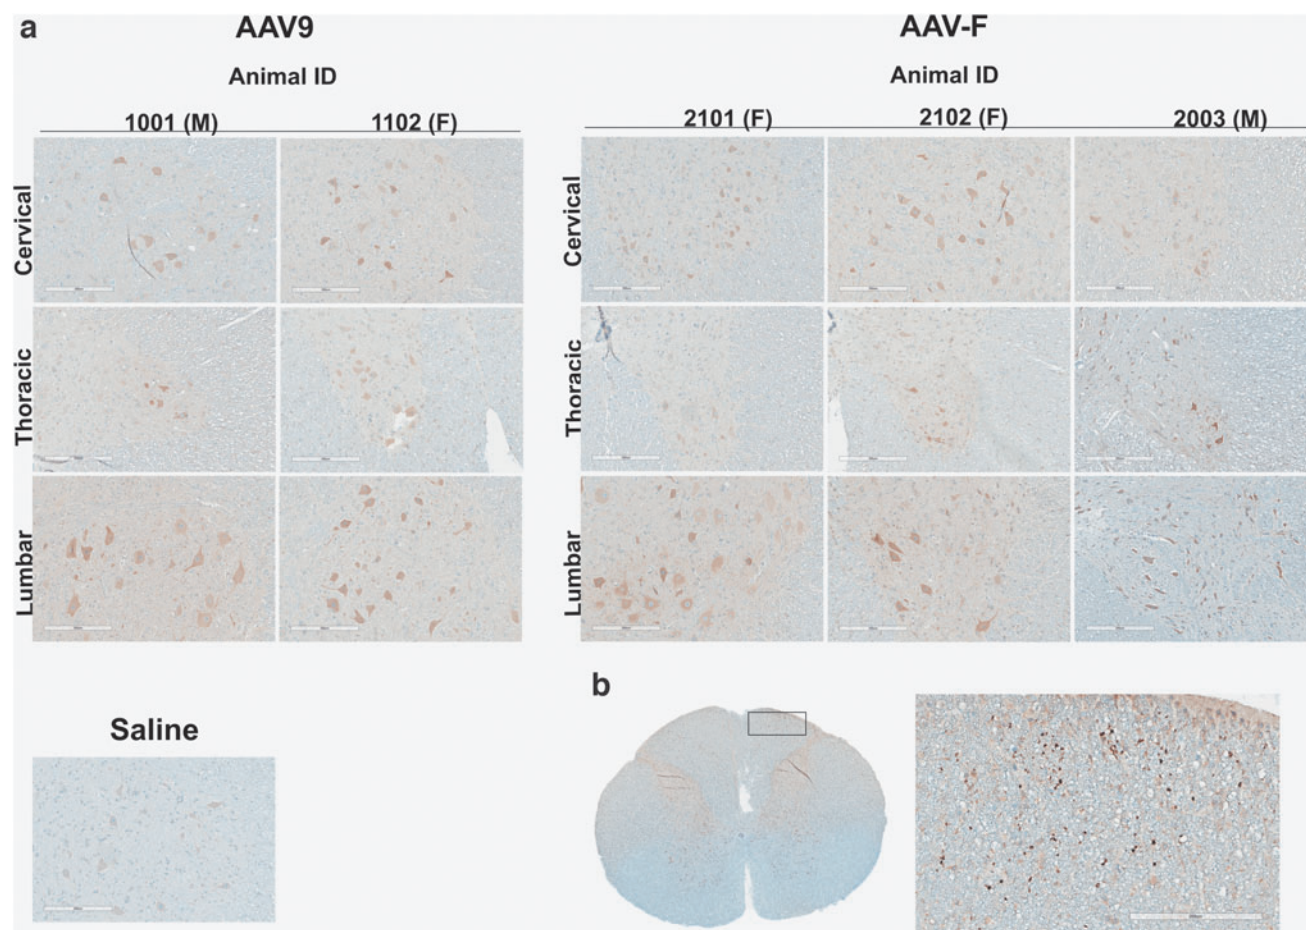 a
AAV9
AAV-F
Animal ID
Animal ID
1001 (M)
1102 (F)
2101 (F)
2102 (F)
2003 (M)
Cervical
Cervical
Thoracic
Thoracic
Lumbar
Lumbar
Saline
b